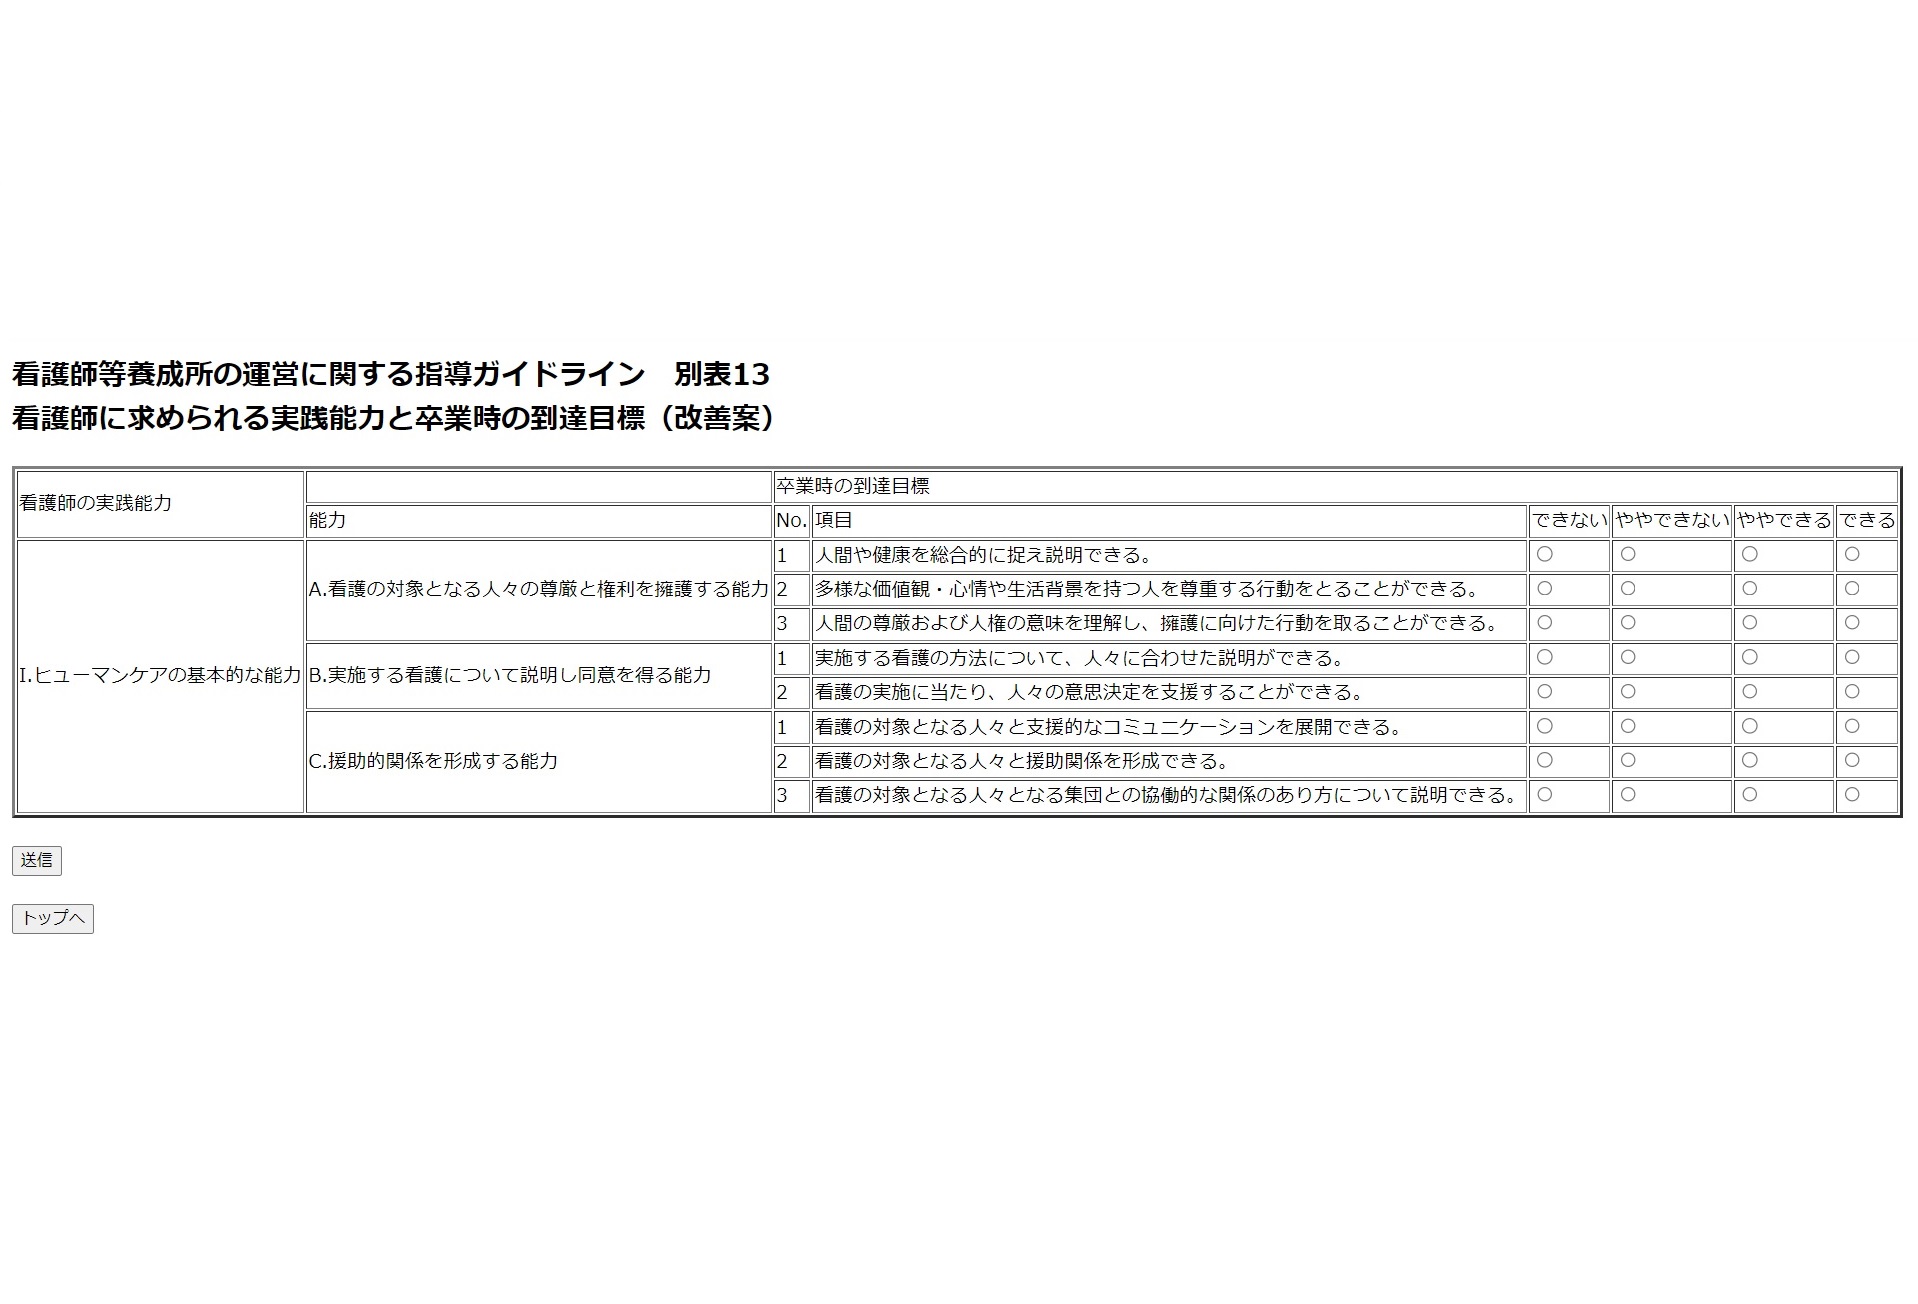 看護師等養成所の運営に関する指導ガイドライン　別表13
看護師に求められる実践能力と卒業時の到達目標（改善案）
看護師の実践能力
卒業時の到達目標
能力 No. 項目 できない ややできない ややできる できる
I.ヒューマンケアの基本的な能力
A.看護の対象となる人々の尊厳と権利を擁護する能力
1 人間や健康を総合的に捉え説明できる。
2 多様な価値観・心情や生活背景を持つ人を尊重する行動をとることができる。
3 人間の尊厳および人権の意味を理解し、擁護に向けた行動を取ることができる。
B.実施する看護について説明し同意を得る能力
1 実施する看護の方法について、人々に合わせた説明ができる。
2 看護の実施に当たり、人々の意思決定を支援することができる。
C.援助的関係を形成する能力
1 看護の対象となる人々と支援的なコミュニケーションを展開できる。
2 看護の対象となる人々と援助関係を形成できる。
3 看護の対象となる人々となる集団との協働的な関係のあり方について説明できる。
送信
トップへ